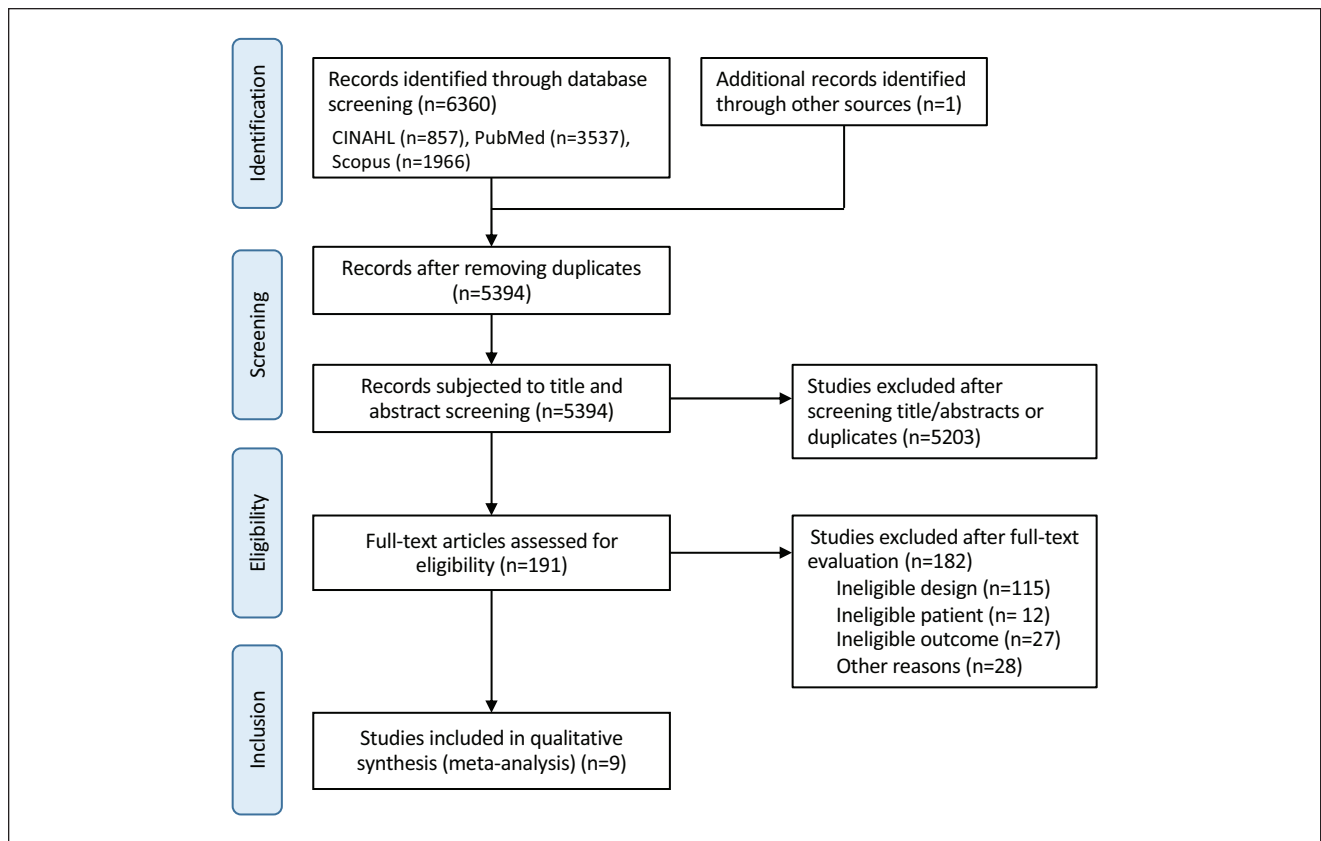 Identification
Records identified through database
screening (n=6360)
CINAHL (n=857), PubMed (n=3537),
Scopus (n=1966)
Additional records identified
through other sources (n=1)
Screening
Records after removing duplicates
(n=5394)
Records subjected to title and
abstract screening (n=5394)
Studies excluded after
screening title/abstracts or
duplicates (n=5203)
Eligibility
Full-text articles assessed for
eligibility (n=191)
Studies excluded after full-text
evaluation (n=182)
Ineligible design (n=115)
Ineligible patient (n= 12)
Ineligible outcome (n=27)
Other reasons (n=28)
Inclusion
Studies included in qualitative
synthesis (meta-analysis) (n=9)